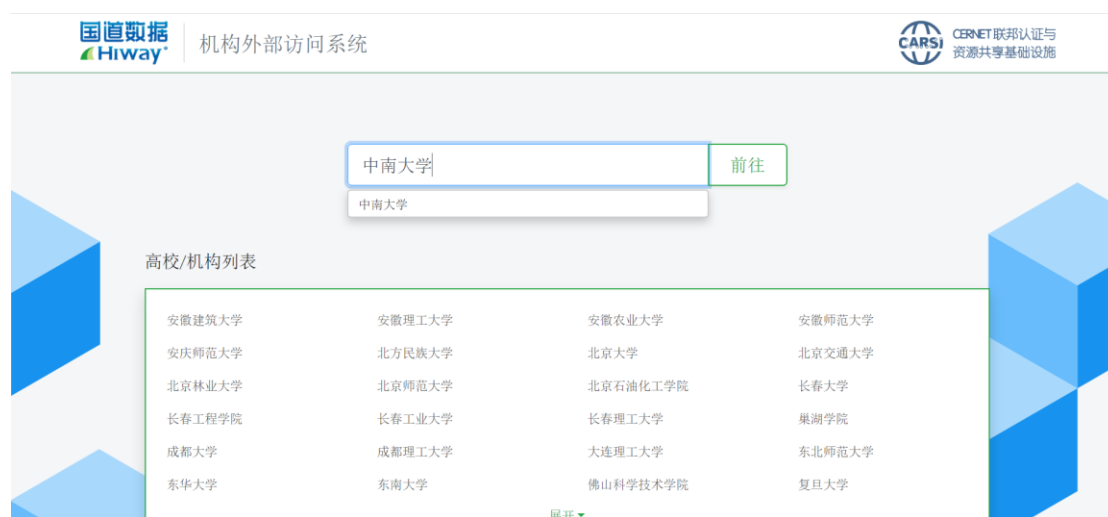 国道数据
Hiway
机构外部访问系统
CARSI
CERNET联邦认证与
资源共享基础设施
中南大学 前往
中南大学
高校/机构列表
安徽建筑大学 安徽理工大学 安徽农业大学 安徽师范大学
安庆师范大学 北方民族大学 北京大学 北京交通大学
北京林业大学 北京师范大学 北京石油化工学院 长春大学
长春工程学院 长春工业大学 长春理工大学 巢湖学院
成都大学 成都理工大学 大连理工大学 东北师范大学
东华大学 东南大学 佛山科学技术学院 复旦大学
展开